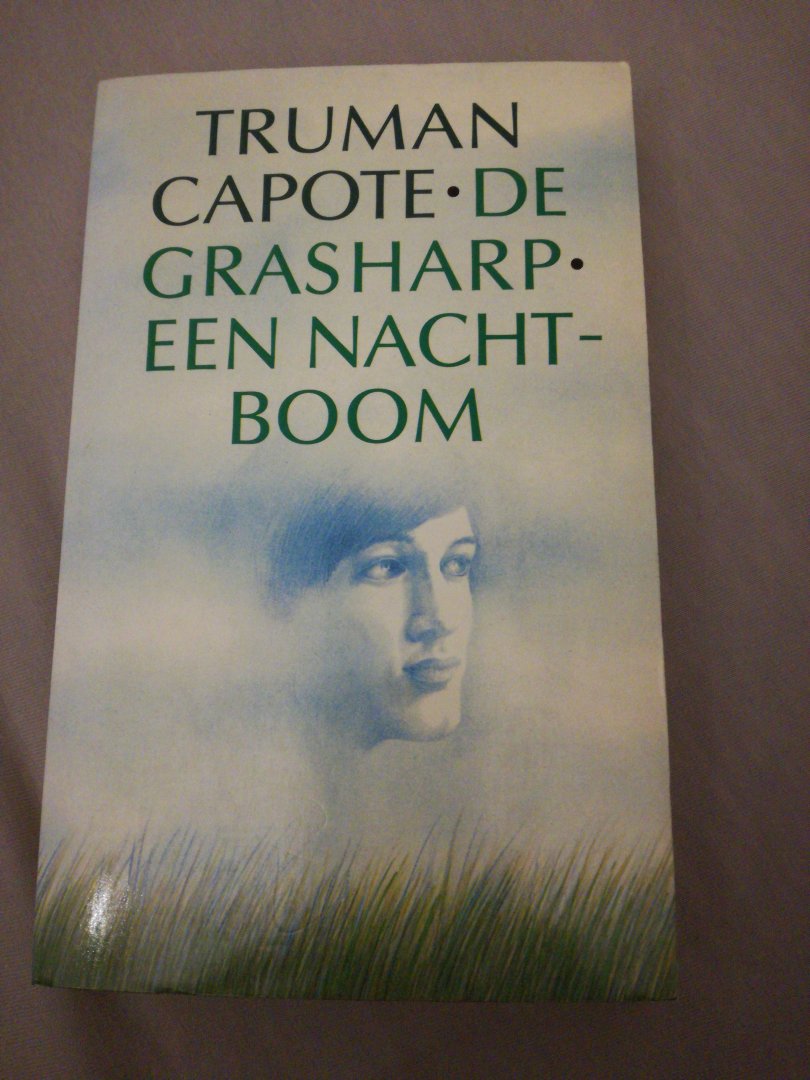 TRUMAN
CAPOTE • DE
GRASHARP •
EEN NACHT-
BOOM